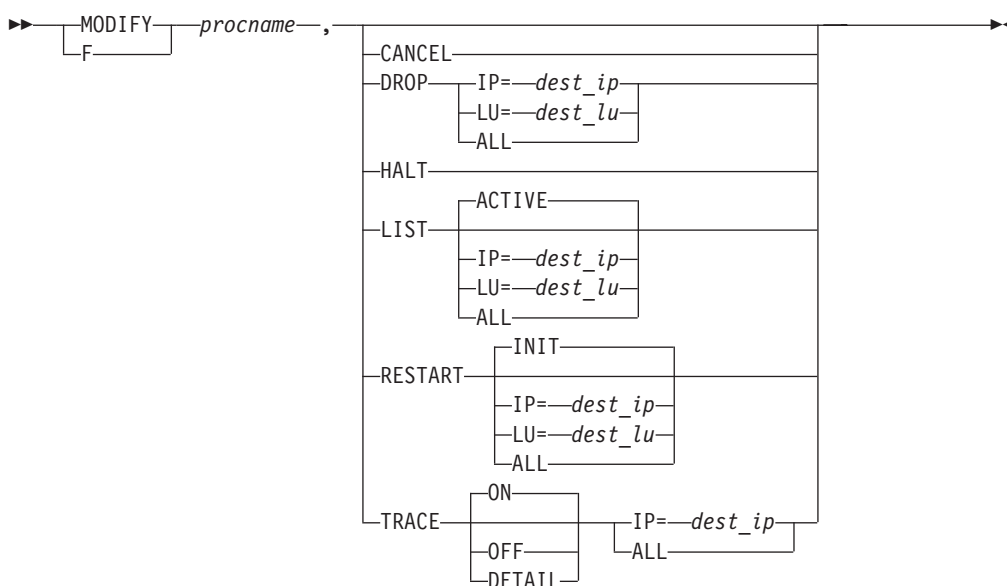 MODIFY procname ,
F
CANCEL
DROP IP= dest_ip
LU= dest_lu
ALL
HALT
ACTIVE
LIST
IP= dest_ip
LU= dest_lu
ALL
INIT
RESTART
IP= dest_ip
LU= dest_lu
ALL
ON
TRACE IP= dest_ip
OFF ALL
DETAIL